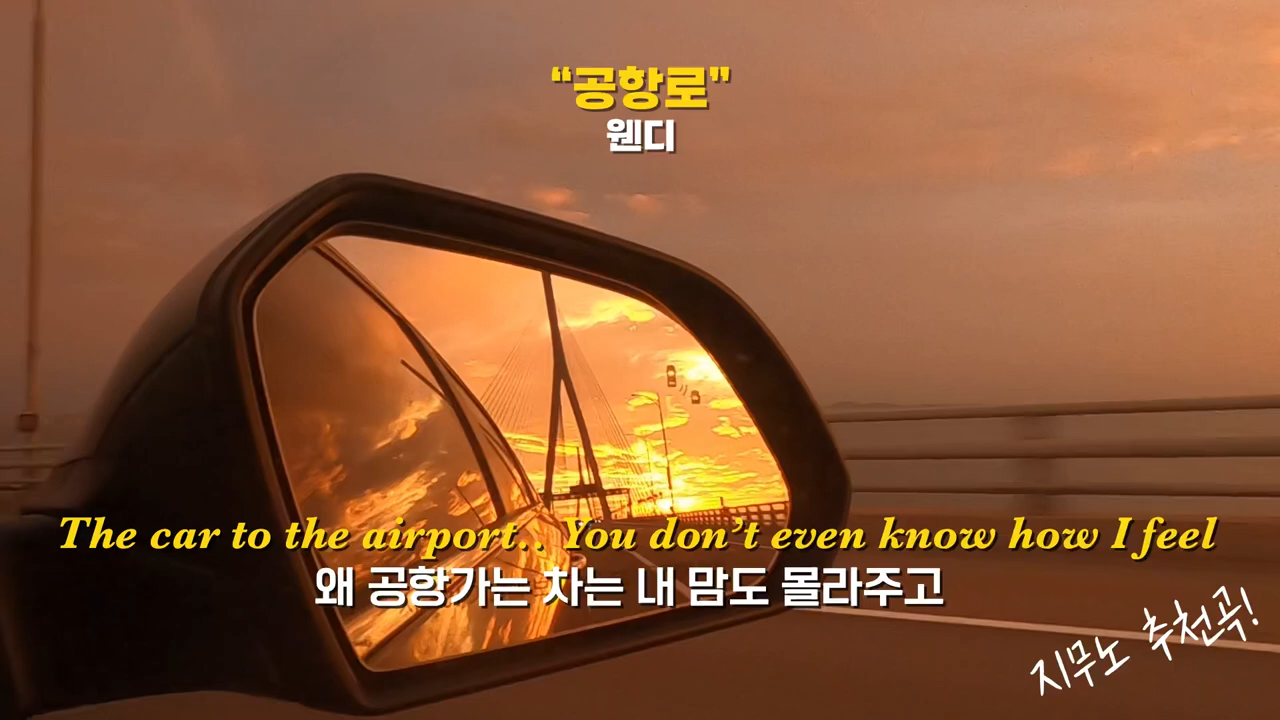 “공항로”
웬디
The car to the airport.. You don’t even know how I feel
왜 공항가는 차는 내 맘도 몰라주고
지무노 추천곡!